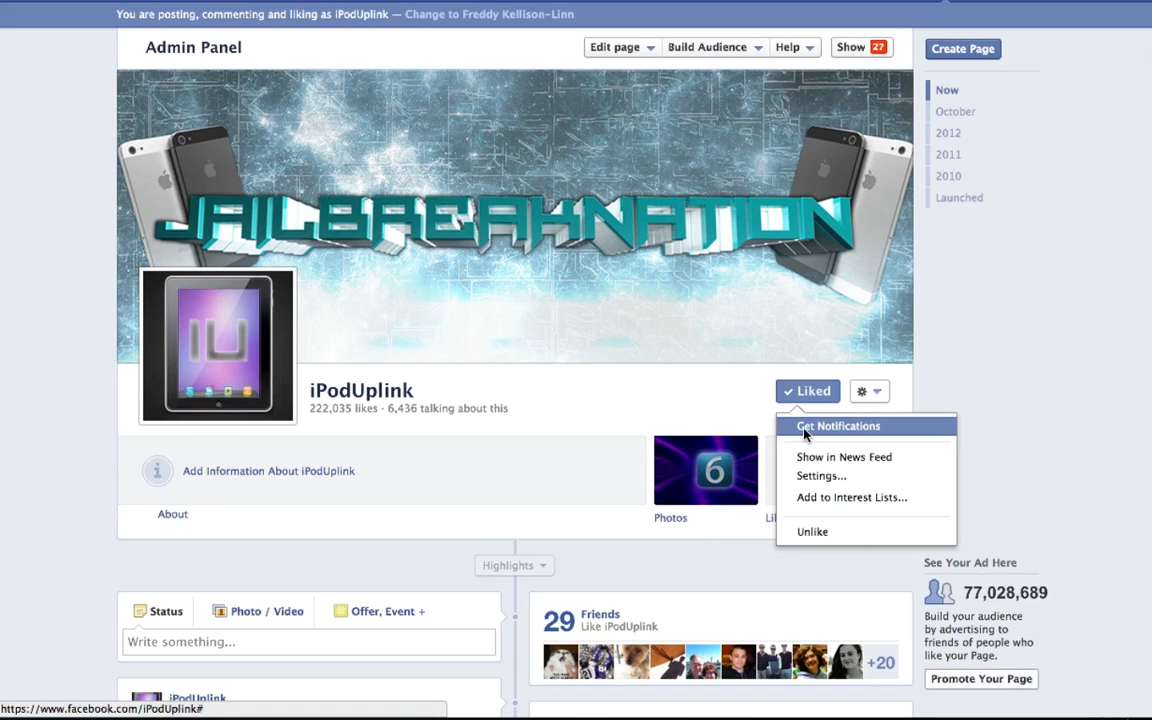 You are posting, commenting and liking as iPodUplink — Change to Freddy Kellison-Linn
Admin Panel
Edit page
Build Audience
Help
Show 27
Create Page
Now
October
2012
2011
2010
Launched
JAILBREAKNATION
IU
iPodUplink
222,035 likes · 6,436 talking about this
✓ Liked
Get Notifications
Show in News Feed
Settings...
Add to Interest Lists...
Unlike
i
Add Information About iPodUplink
About
6
Photos
Li
Highlights
Status
Photo / Video
Offer, Event +
Write something...
29 Friends
Like iPodUplink
+20
iPodUplink
See Your Ad Here
77,028,689
Build your audience
by advertising to
friends of people who
like your Page.
Promote Your Page
https://www.facebook.com/iPodUplink#